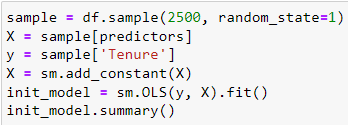 sample = df.sample(2500, random_state=1)
X = sample[predictors]
y = sample['Tenure']
X = sm.add_constant(X)
init_model = sm.OLS(y, X).fit()
init_model.summary()